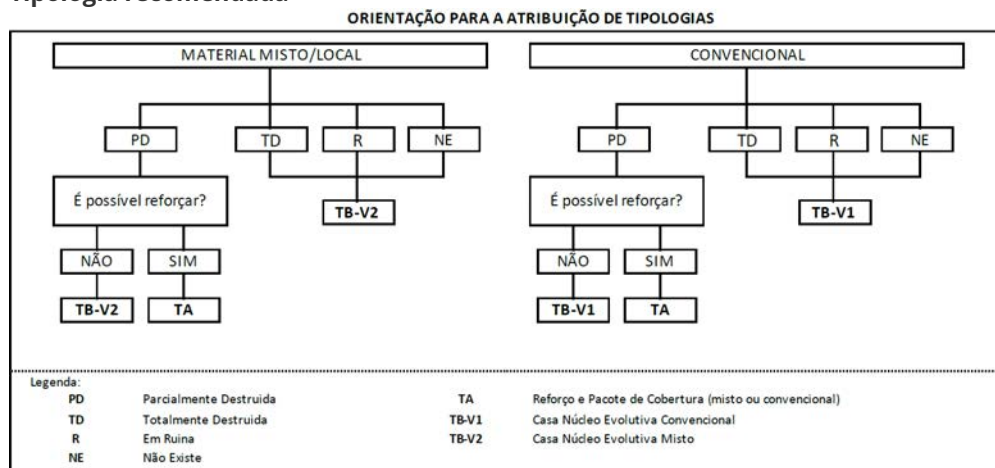 Tipologia recomendada
ORIENTAÇÃO PARA A ATRIBUIÇÃO DE TIPOLOGIAS
MATERIAL MISTO/LOCAL
CONVENCIONAL
PD TD R NE
PD TD R NE
É possível reforçar?
TB-V2
É possível reforçar?
TB-V1
NÃO SIM
NÃO SIM
TB-V2 TA
TB-V1 TA
Legenda:
PD Parcialmente Destruida
TD Totalmente Destruida
R Em Ruina
NE Não Existe
TA Reforço e Pacote de Cobertura (misto ou convencional)
TB-V1 Casa Núcleo Evolutiva Convencional
TB-V2 Casa Núcleo Evolutiva Misto